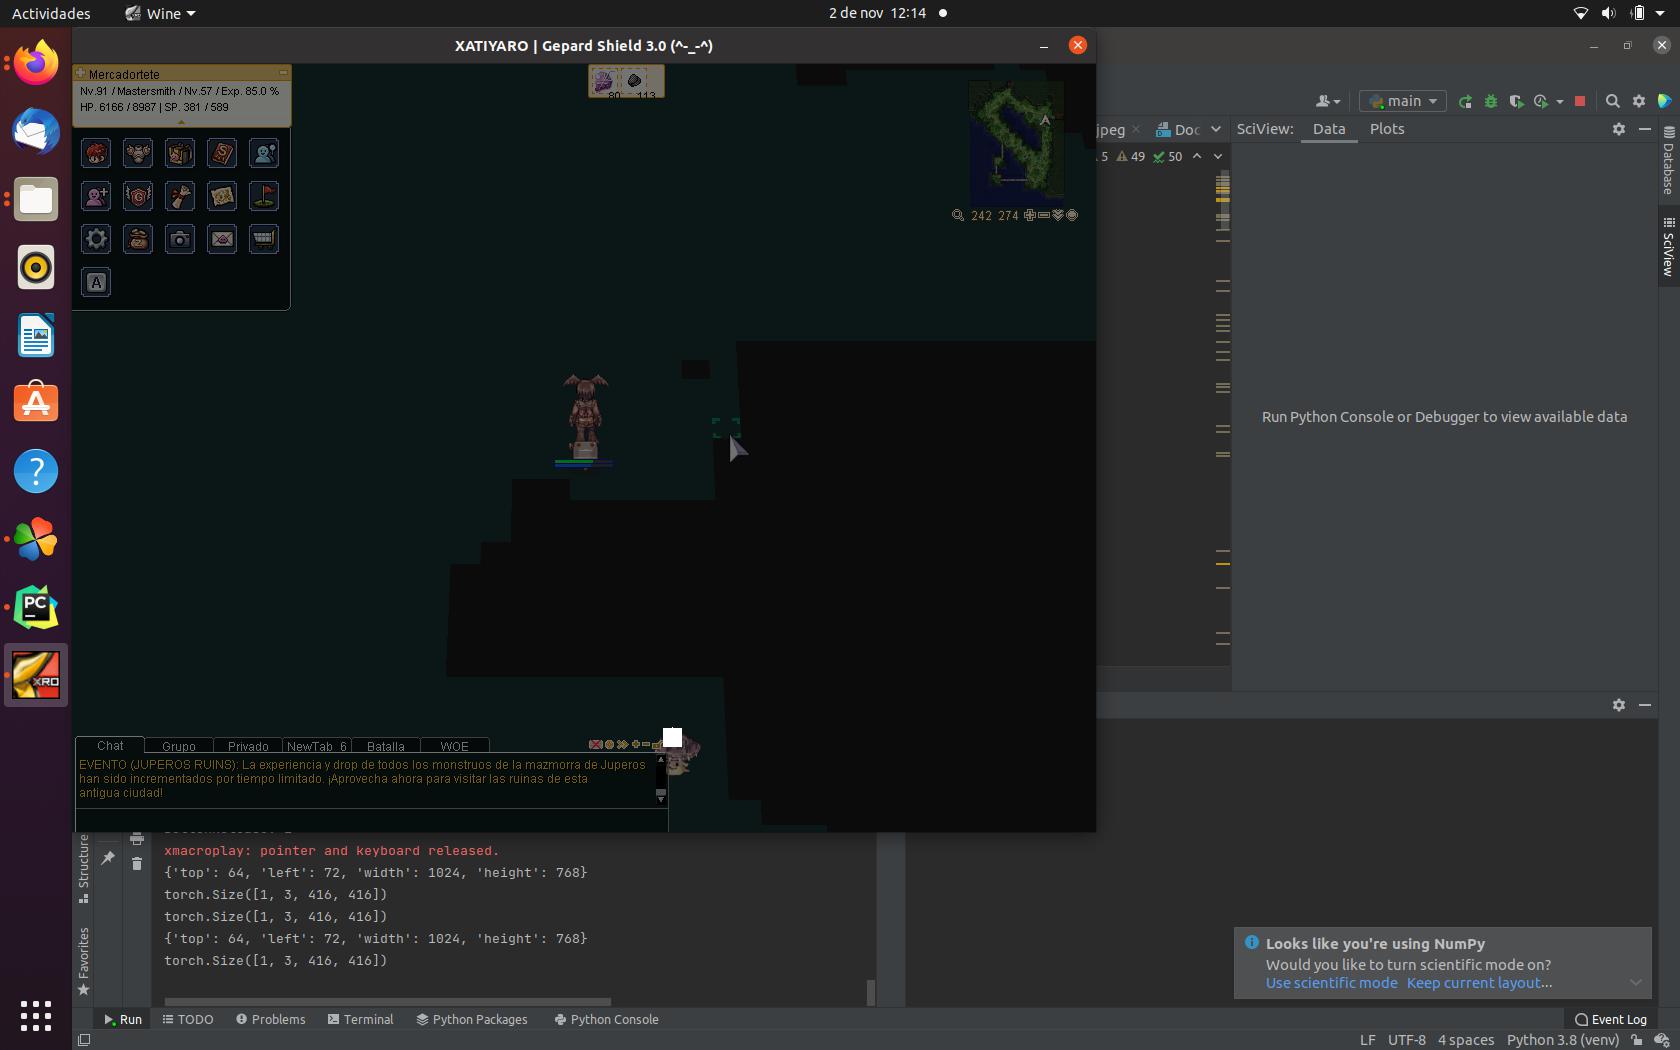 Actividades
Wine
2 de nov 12:14
XATIYARO | Gepard Shield 3.0 (^-_-^)
Mercadortete
Nv.91 / Mastersmith / Nv.57 / Exp. 85.0 %
HP. 6166 / 8987 | SP. 381 / 589
80
113
S
G
Z
A
242 274
main
jpeg
Doc
SciView:
Data
Plots
5
49
50
Database
SciView
Run Python Console or Debugger to view available data
?
PC
XRO
Chat
Grupo
Privado
NewTab_6
Batalla
WOE
EVENTO (JUPEROS RUINS): La experiencia y drop de todos los monstruos de la mazmorra de Juperos
han sido incrementados por tiempo limitado. ¡Aprovecha ahora para visitar las ruinas de esta
antigua ciudad!
xmacroplay: pointer and keyboard released.
{'top': 64, 'left': 72, 'width': 1024, 'height': 768}
torch.Size([1, 3, 416, 416])
torch.Size([1, 3, 416, 416])
{'top': 64, 'left': 72, 'width': 1024, 'height': 768}
torch.Size([1, 3, 416, 416])
Structure
Favorites
Looks like you're using NumPy
Would you like to turn scientific mode on?
Use scientific mode Keep current layout...
Run
TODO
Problems
Terminal
Python Packages
Python Console
Event Log
LF UTF-8 4 spaces Python 3.8 (venv)